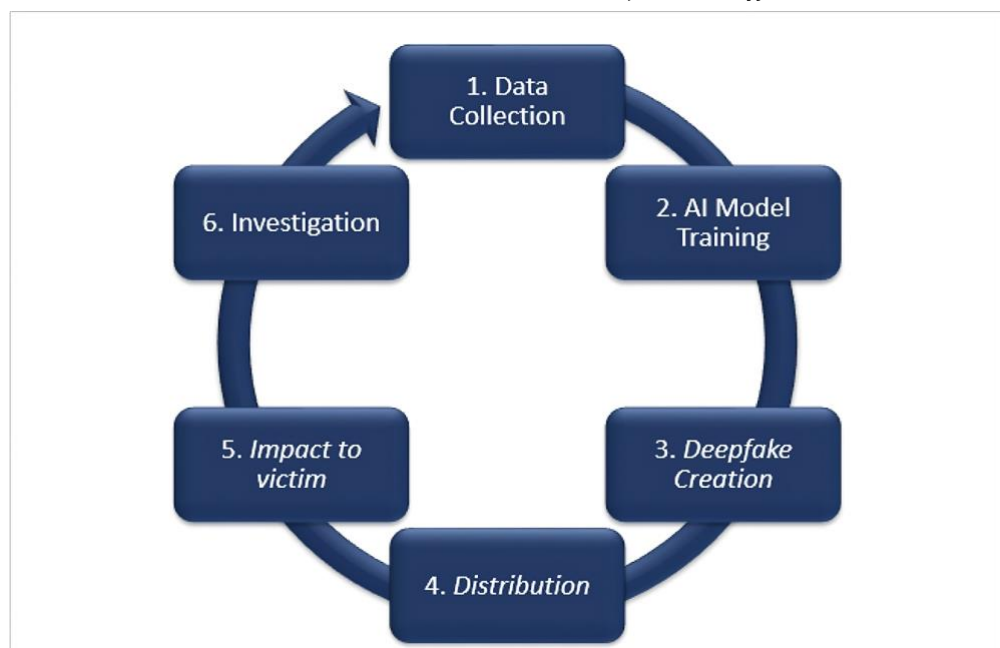 1. Data
Collection
2. AI Model
Training
3. Deepfake
Creation
4. Distribution
5. Impact to
victim
6. Investigation